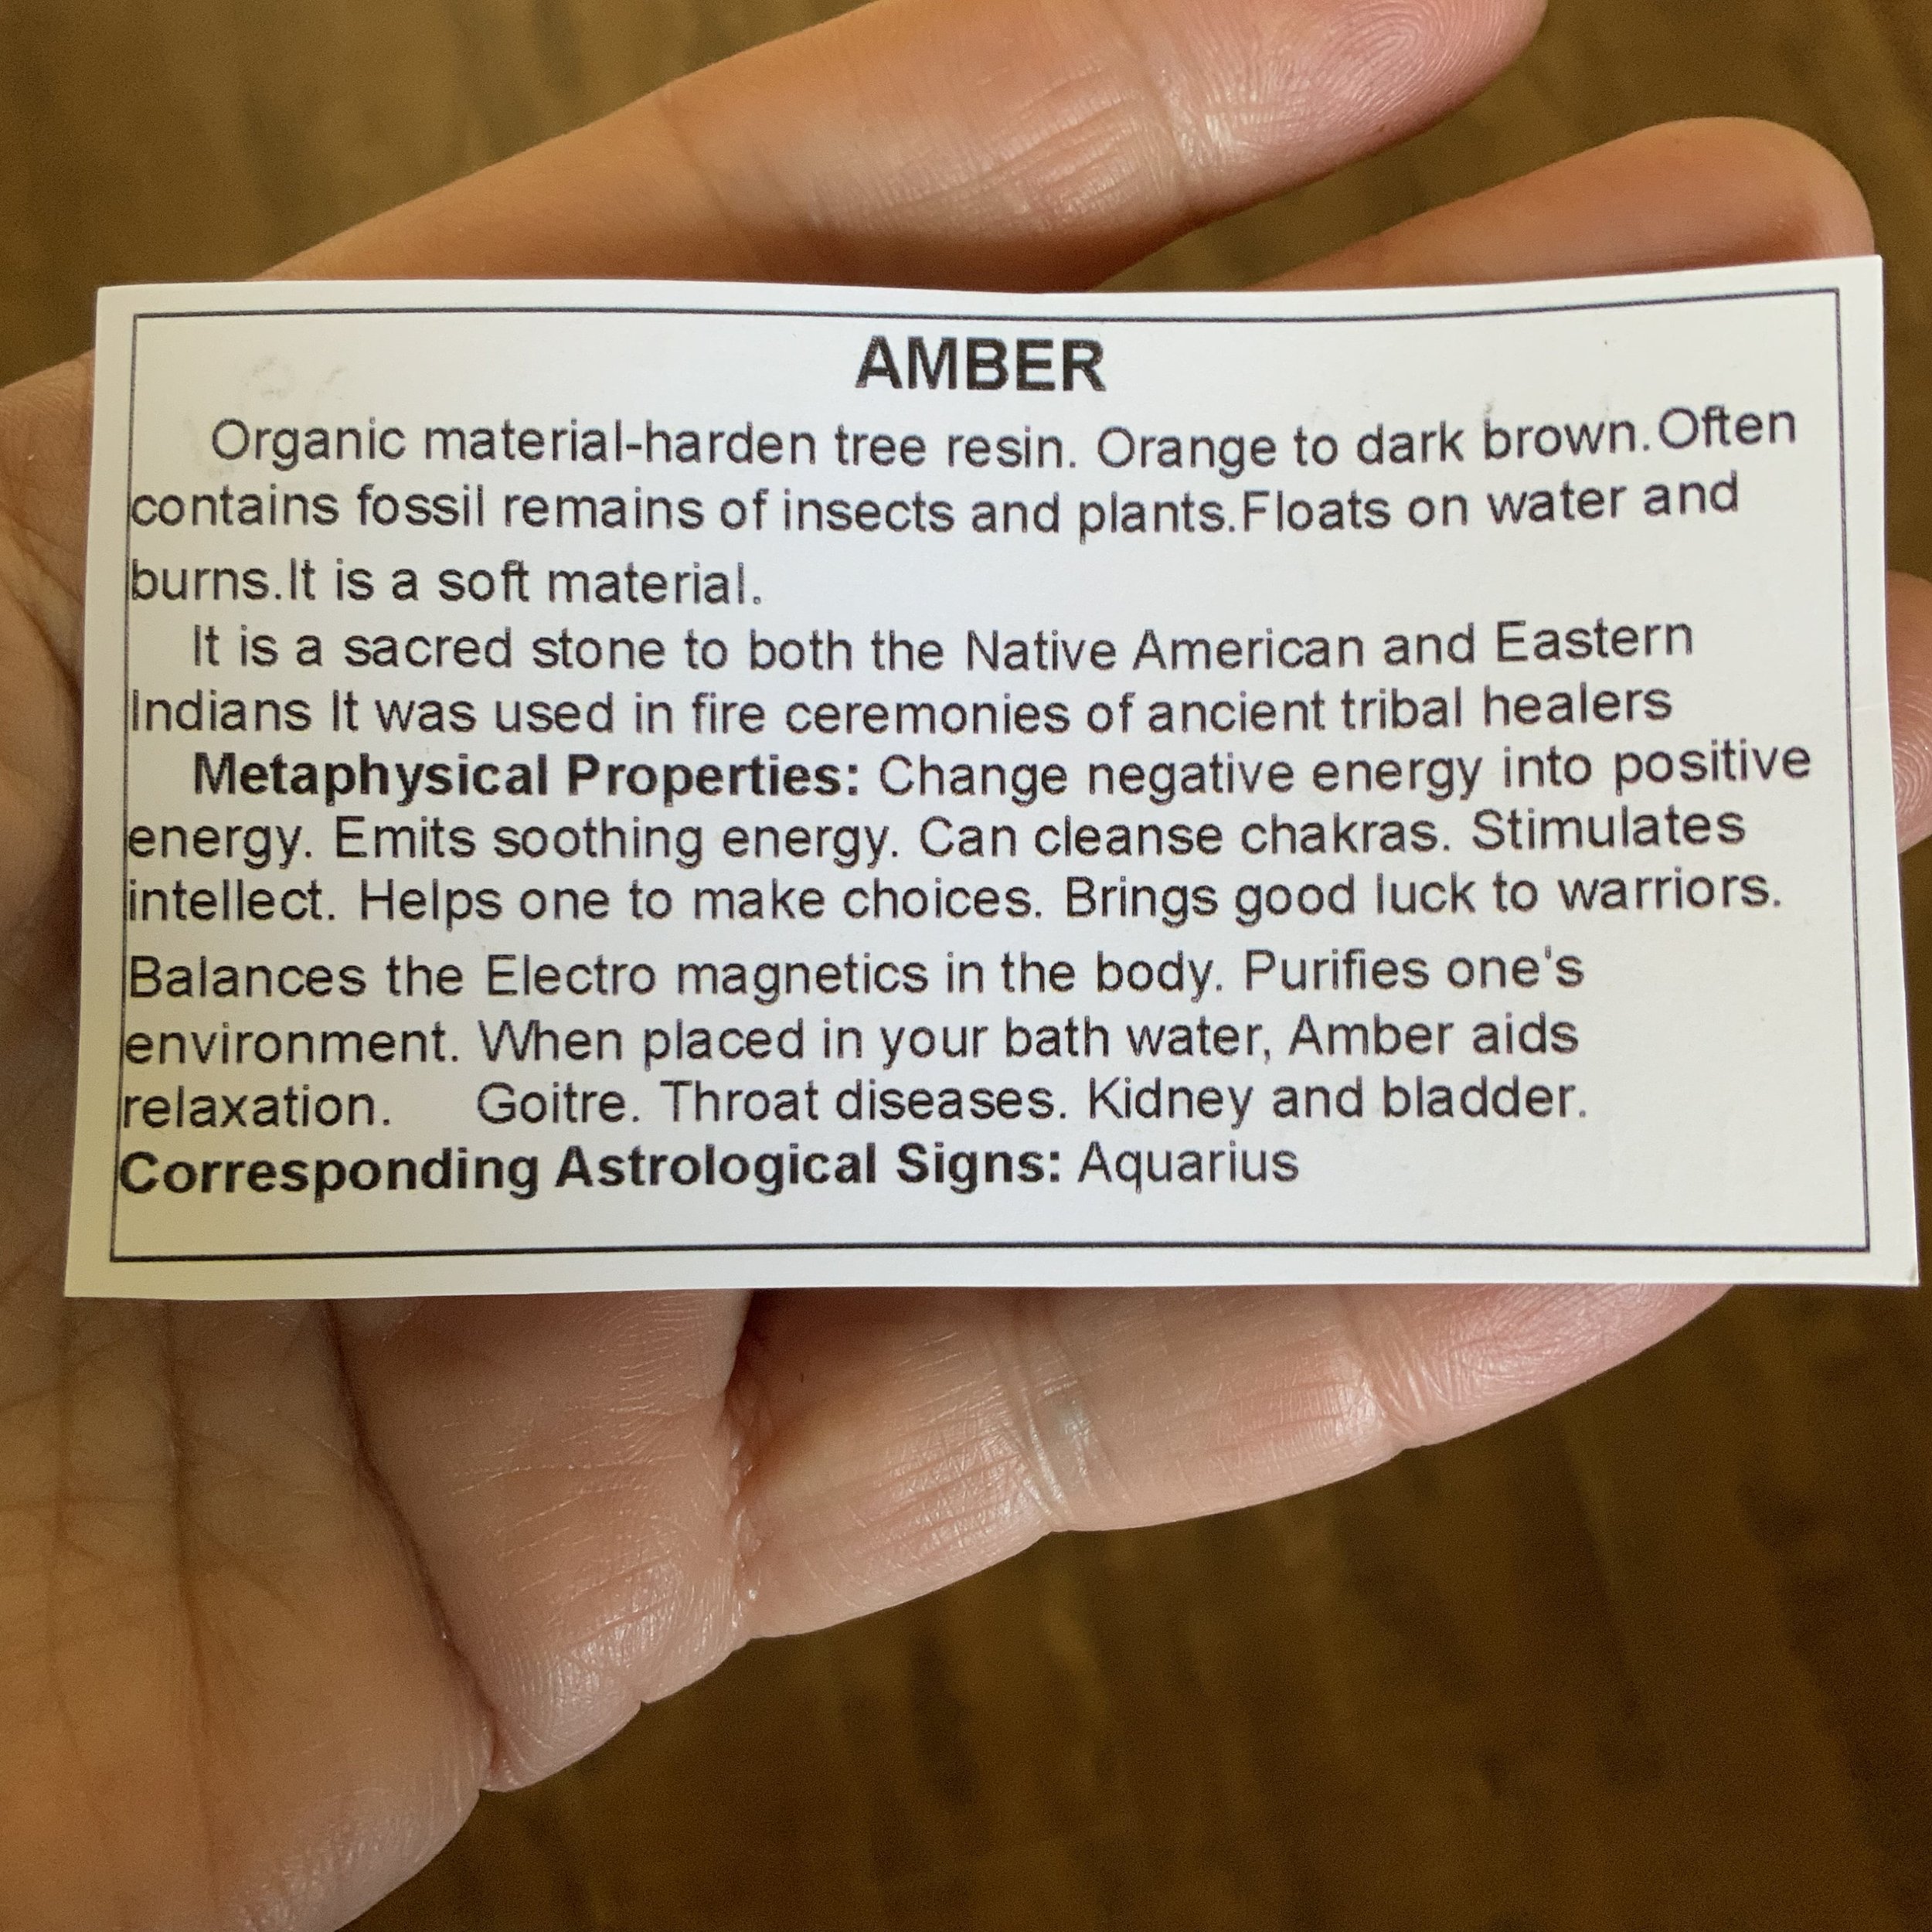 AMBER
Organic material-harden tree resin. Orange to dark brown.Often
contains fossil remains of insects and plants.Floats on water and
burns.It is a soft material.
It is a sacred stone to both the Native American and Eastern
Indians It was used in fire ceremonies of ancient tribal healers
Metaphysical Properties: Change negative energy into positive
energy. Emits soothing energy. Can cleanse chakras. Stimulates
intellect. Helps one to make choices. Brings good luck to warriors.
Balances the Electro magnetics in the body. Purifies one's
environment. When placed in your bath water, Amber aids
relaxation. Goitre. Throat diseases. Kidney and bladder.
Corresponding Astrological Signs: Aquarius